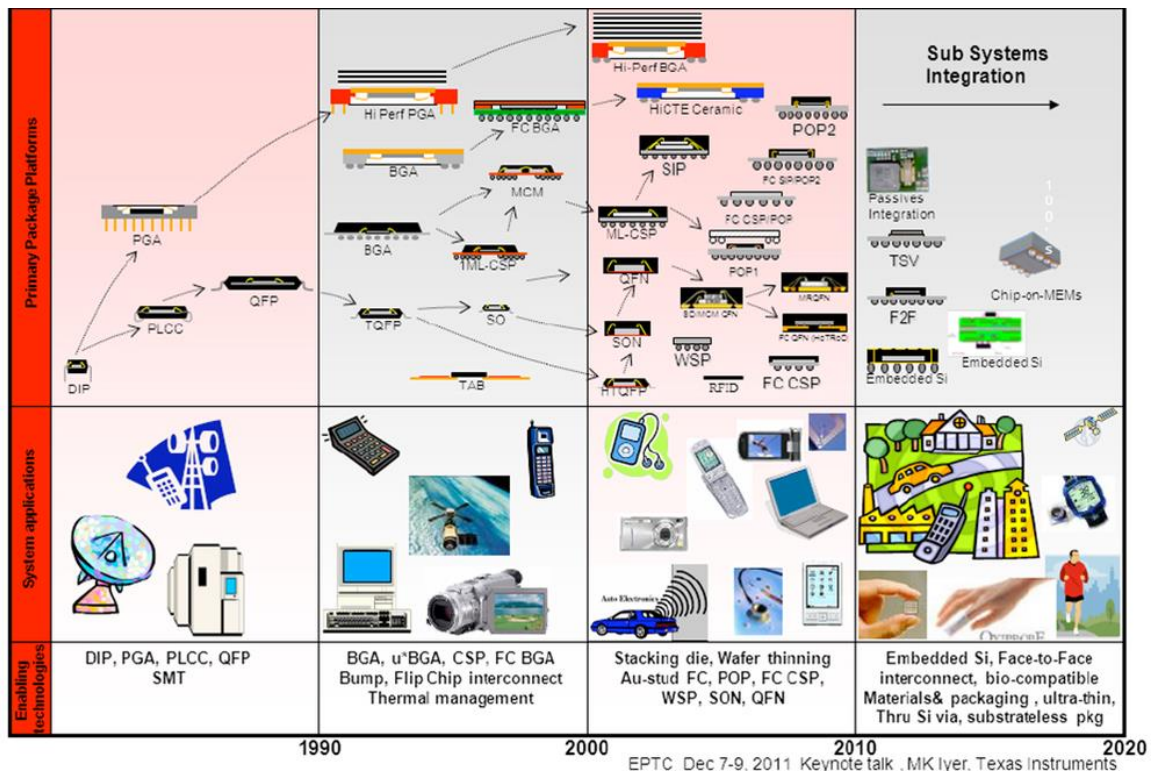 Primary Package Platforms
Hi-Perf BGA
Sub Systems
Integration
Hi Perf PGA
FC BGA
HiCTE Ceramic
POP2
BGA
SIP
FC SIP/POP2
MCM
Passives
Integration
PGA
FC CSP/POP
ML-CSP
BGA
1ML-CSP
TSV
POP1
QFN
QFP
Chip-on-MEMs
MRQFN
PLCC
TQFP
SO
F2F
SON
WSP
FC QFN (HoTRoD)
Embedded Si
DIP
TAB
HTQFP
RFID
FC CSP
Embedded Si
System applications
Auto Electronics
Enabling
technologies
DIP, PGA, PLCC, QFP
SMT
BGA, u*BGA, CSP, FC BGA
Bump, Flip Chip interconnect
Thermal management
Stacking die, Wafer thinning
Au-stud FC, POP, FC CSP,
WSP, SON, QFN
Embedded Si, Face-to-Face
interconnect, bio-compatible
Materials& packaging , ultra-thin,
Thru Si via, substrateless pkg
1990
2000
2010
2020
EPTC Dec 7-9, 2011 Keynote talk , MK Iyer, Texas Instruments